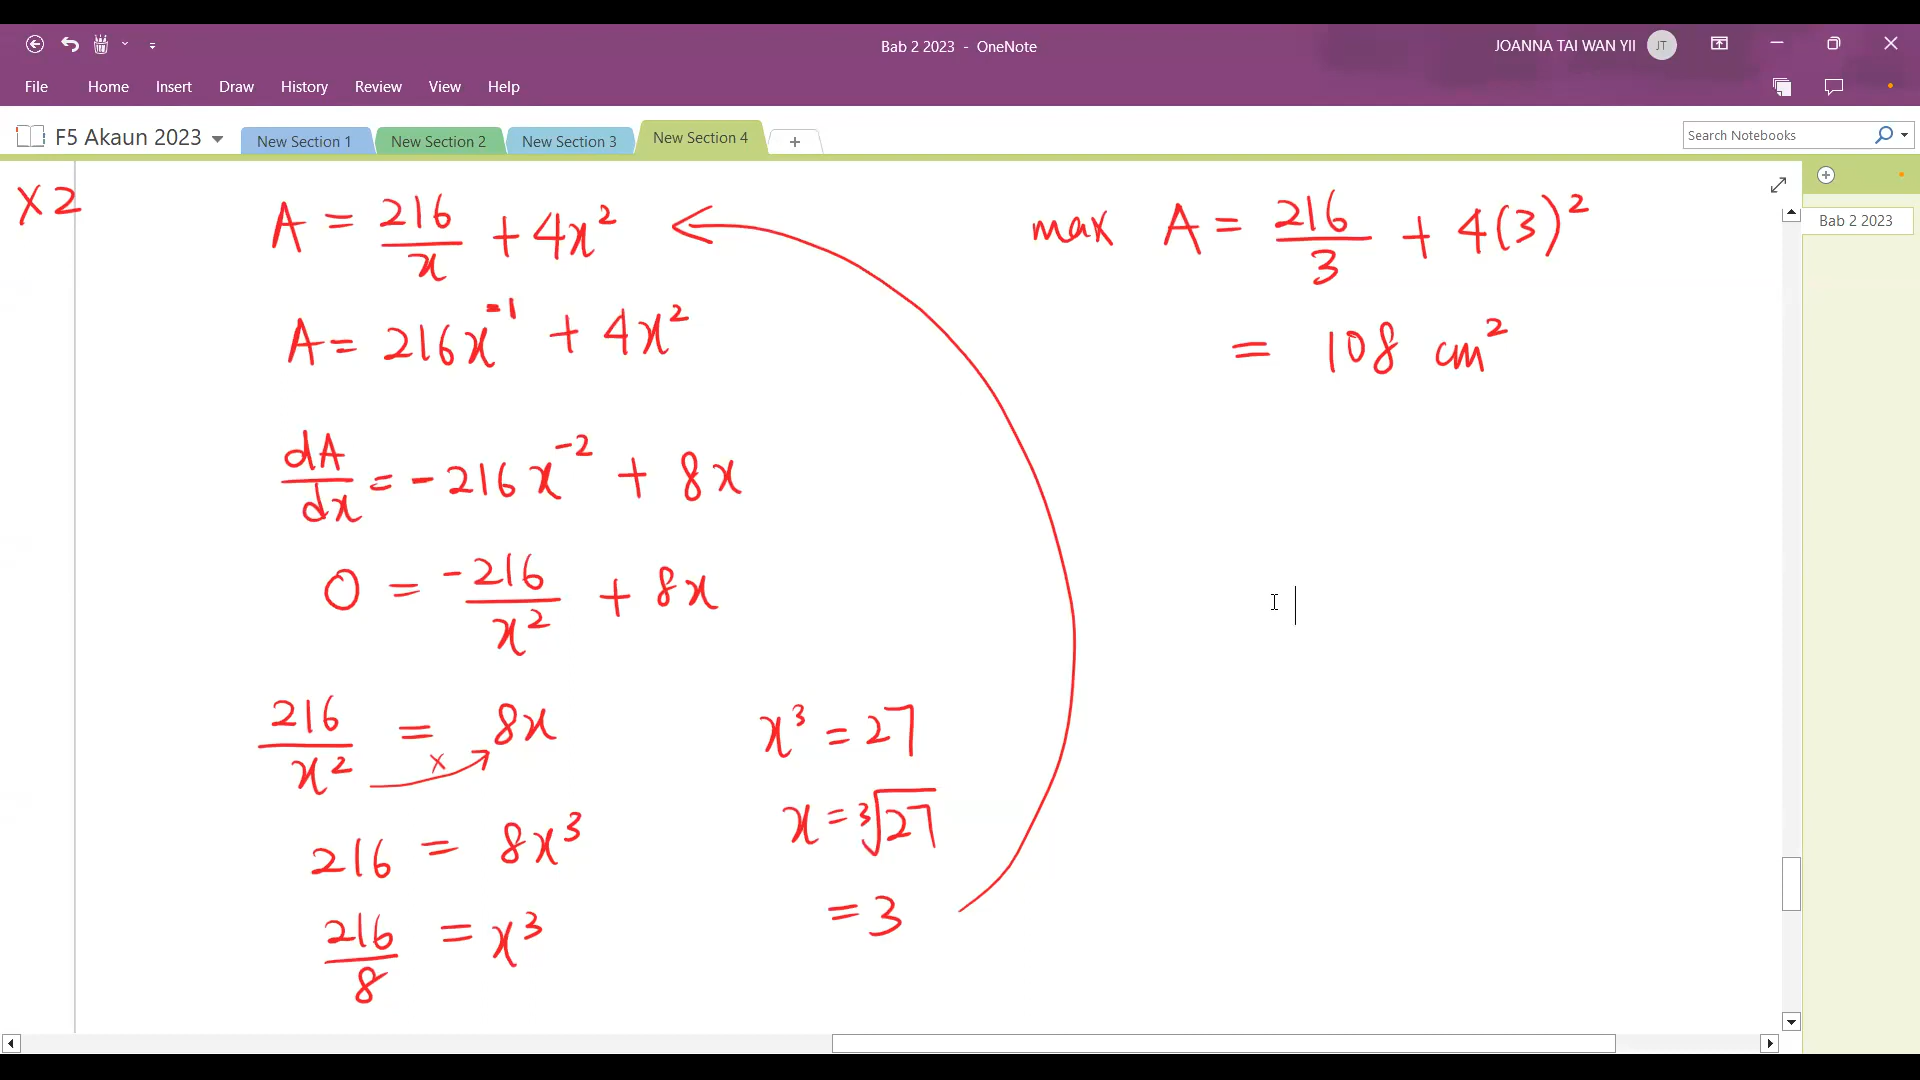 Bab 2 2023 - OneNote
JOANNA TAI WAN YII JT
File Home Insert Draw History Review View Help
F5 Akaun 2023 New Section 1 New Section 2 New Section 3 New Section 4 +
Search Notebooks
Bab 2 2023
X2
A = 216/x + 4x²
A = 216x⁻¹ + 4x²
dA/dx = -216x⁻² + 8x
0 = -216/x² + 8x
216/x² = 8x
x
216 = 8x³
216/8 = x³
x³ = 27
x = ³√27
= 3
max A = 216/3 + 4(3)²
= 108 cm²